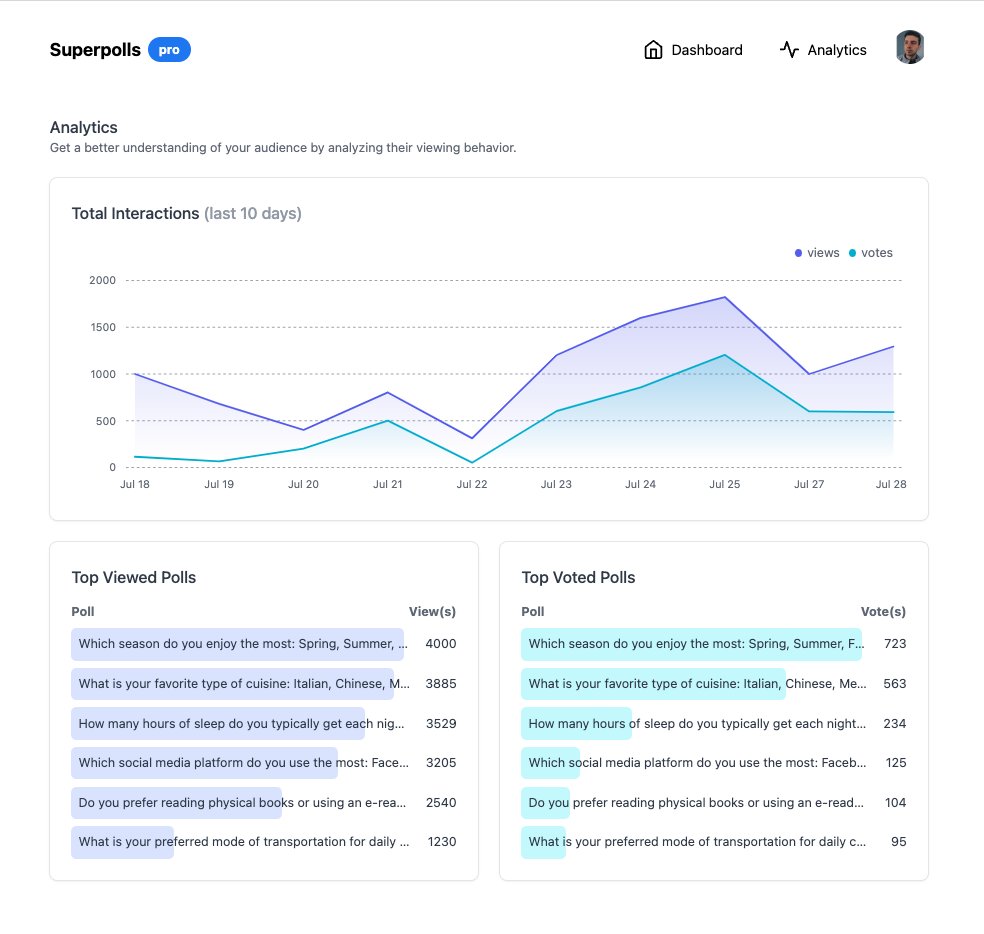 Superpolls pro
Dashboard
Analytics
Analytics
Get a better understanding of your audience by analyzing their viewing behavior.
Total Interactions (last 10 days)
views votes
2000
1500
1000
500
0
Jul 18 Jul 19 Jul 20 Jul 21 Jul 22 Jul 23 Jul 24 Jul 25 Jul 27 Jul 28
Top Viewed Polls
Poll View(s)
Which season do you enjoy the most: Spring, Summer, ... 4000
What is your favorite type of cuisine: Italian, Chinese, M... 3885
How many hours of sleep do you typically get each nig... 3529
Which social media platform do you use the most: Face... 3205
Do you prefer reading physical books or using an e-rea... 2540
What is your preferred mode of transportation for daily ... 1230
Top Voted Polls
Poll Vote(s)
Which season do you enjoy the most: Spring, Summer, F... 723
What is your favorite type of cuisine: Italian, Chinese, Me... 563
How many hours of sleep do you typically get each night... 234
Which social media platform do you use the most: Faceb... 125
Do you prefer reading physical books or using an e-read... 104
What is your preferred mode of transportation for daily c... 95